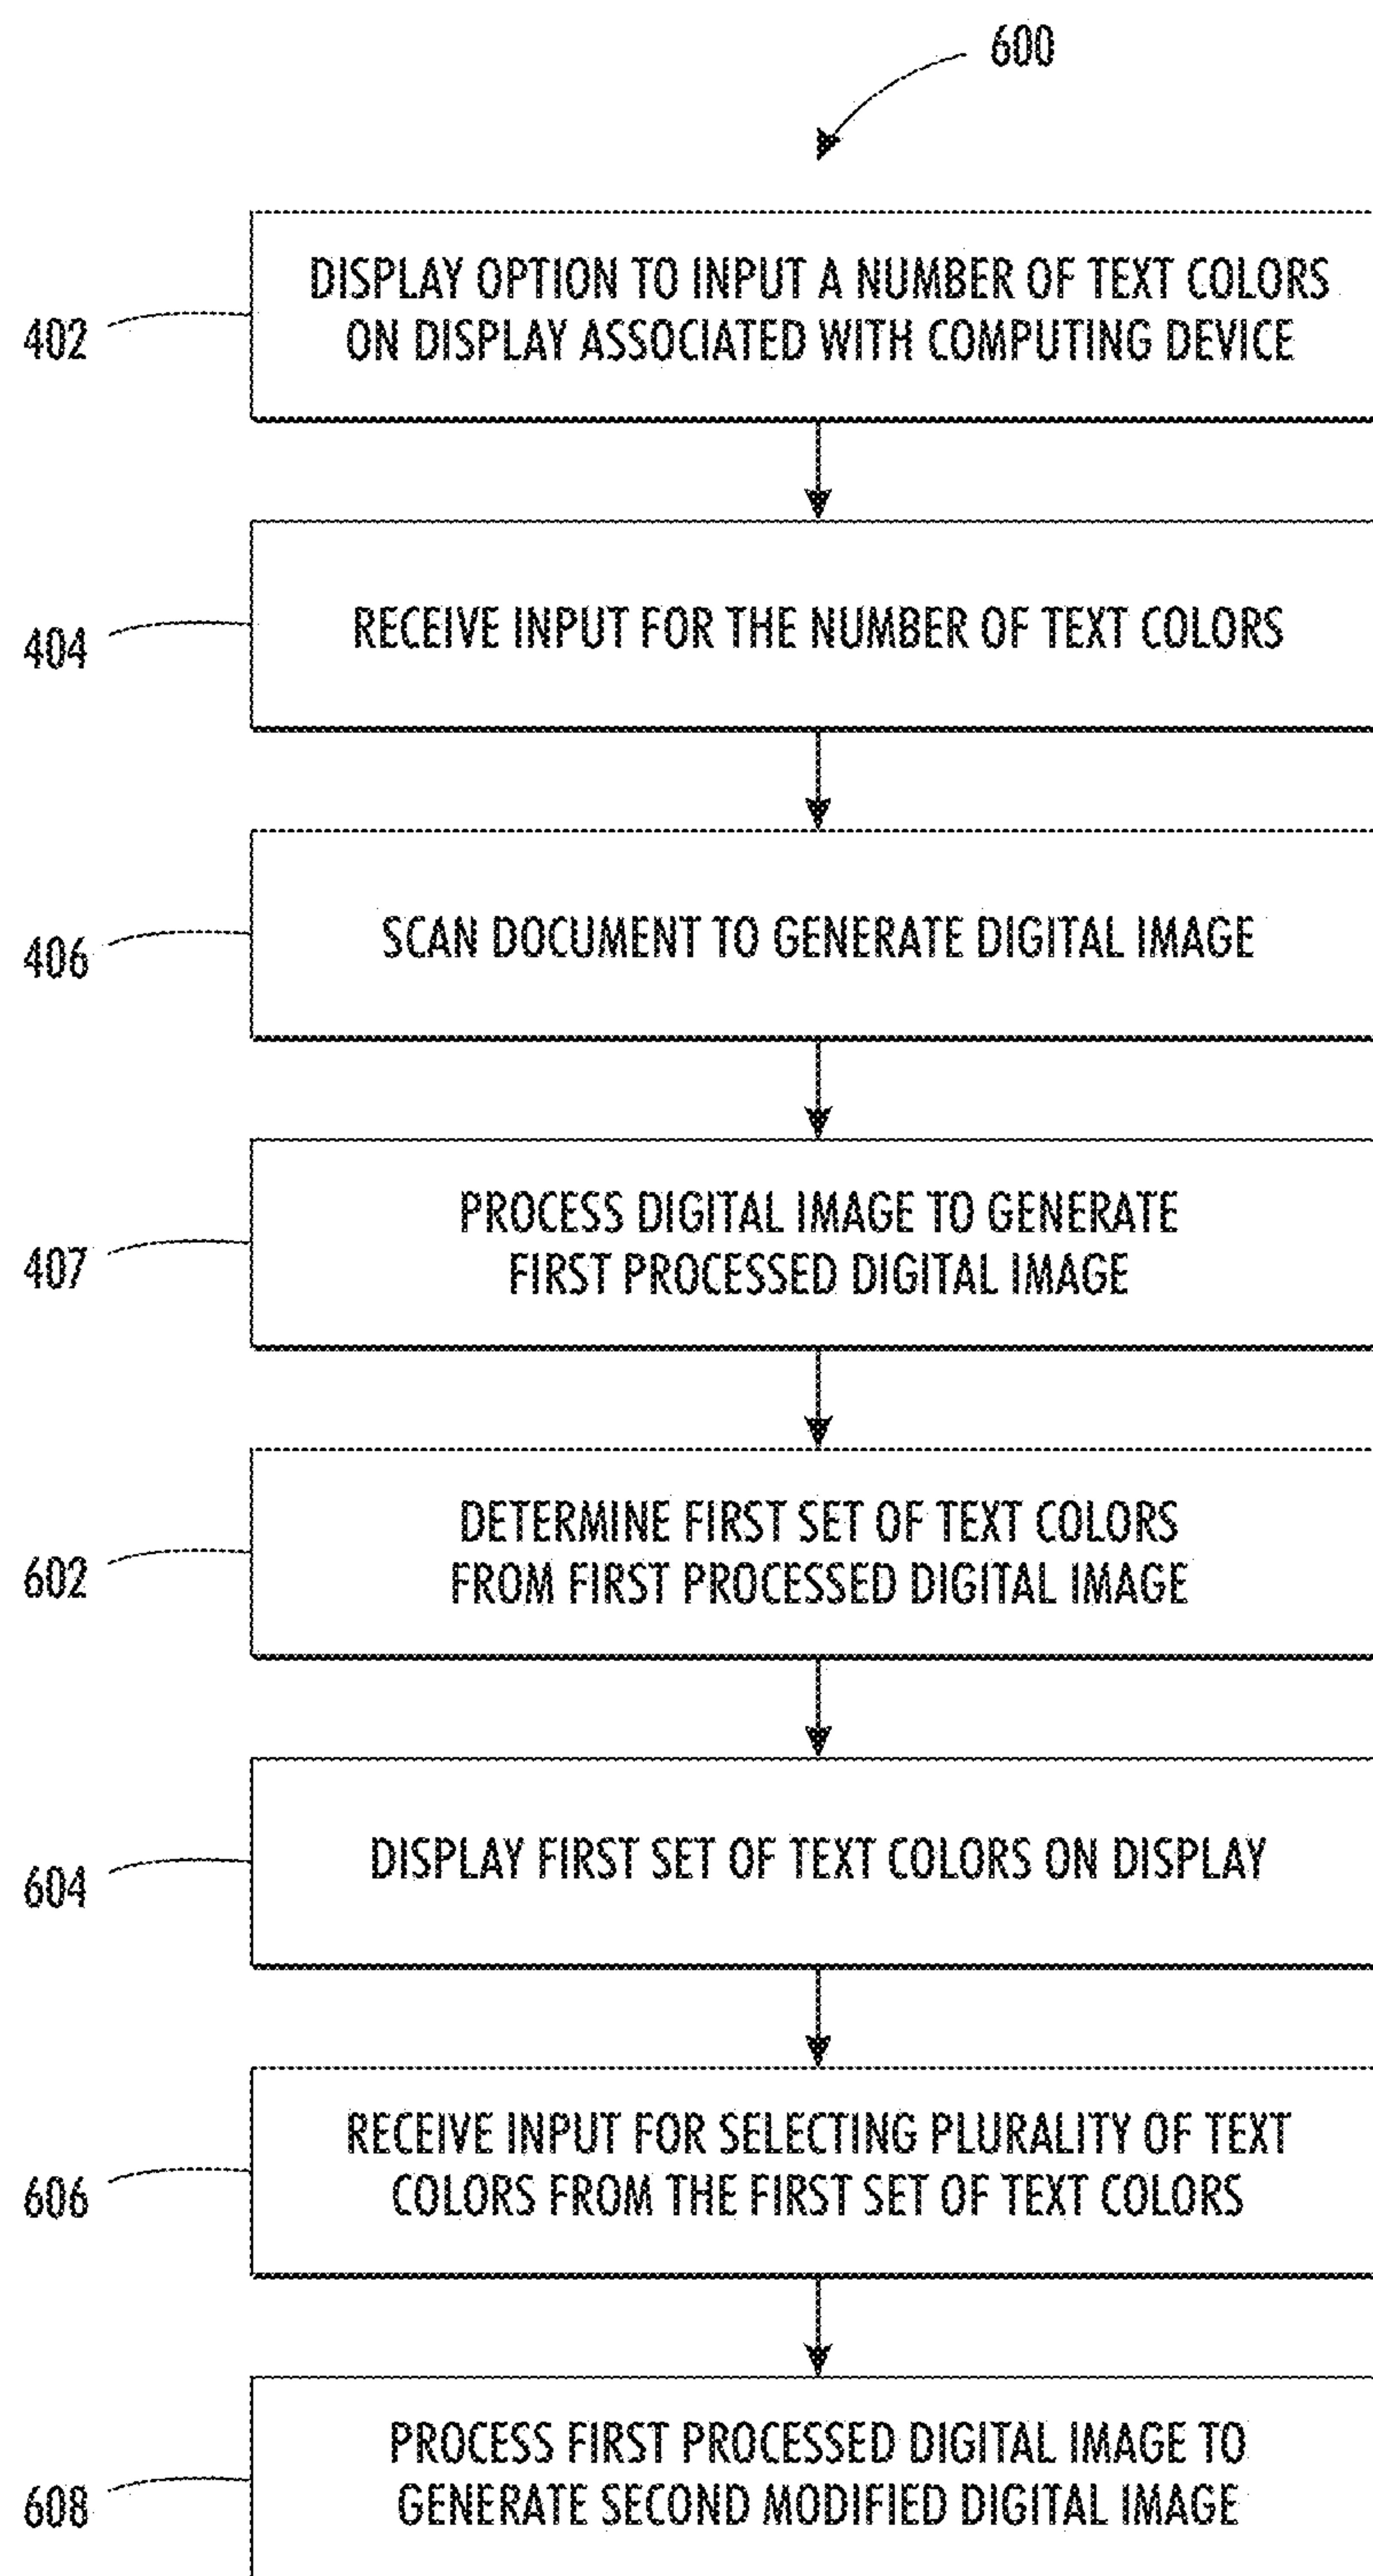 600
402
DISPLAY OPTION TO INPUT A NUMBER OF TEXT COLORS
ON DISPLAY ASSOCIATED WITH COMPUTING DEVICE
404
RECEIVE INPUT FOR THE NUMBER OF TEXT COLORS
406
SCAN DOCUMENT TO GENERATE DIGITAL IMAGE
407
PROCESS DIGITAL IMAGE TO GENERATE
FIRST PROCESSED DIGITAL IMAGE
602
DETERMINE FIRST SET OF TEXT COLORS
FROM FIRST PROCESSED DIGITAL IMAGE
604
DISPLAY FIRST SET OF TEXT COLORS ON DISPLAY
606
RECEIVE INPUT FOR SELECTING PLURALITY OF TEXT
COLORS FROM THE FIRST SET OF TEXT COLORS
608
PROCESS FIRST PROCESSED DIGITAL IMAGE TO
GENERATE SECOND MODIFIED DIGITAL IMAGE